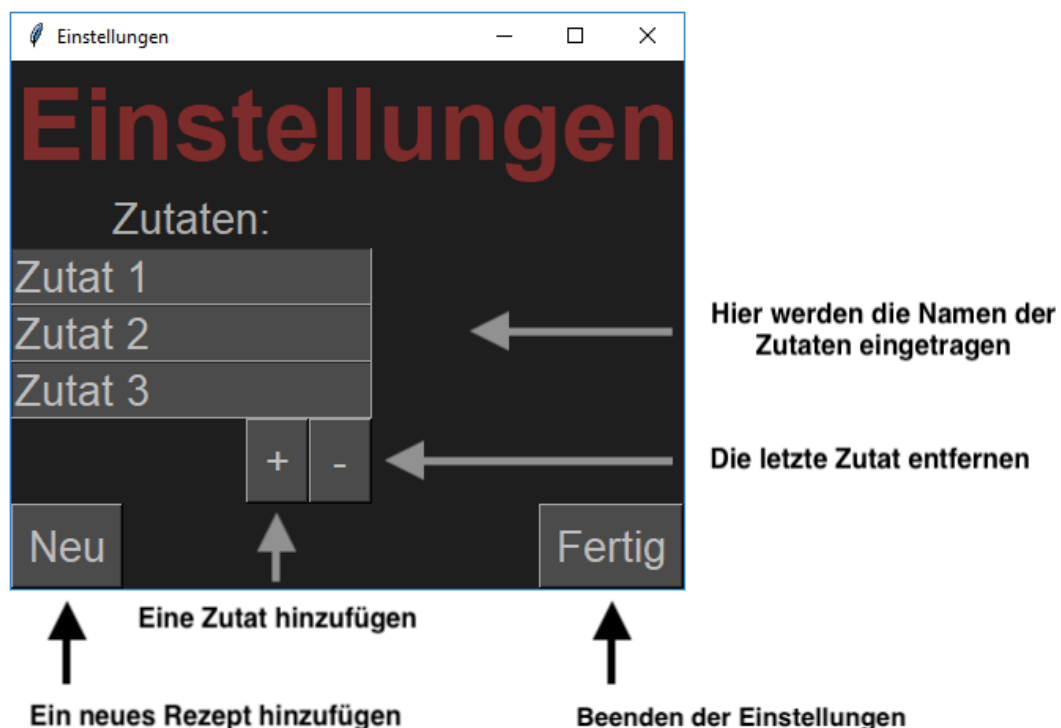 Einstellungen
Einstellungen
Zutaten:
Zutat 1
Zutat 2
Zutat 3
Hier werden die Namen der
Zutaten eingetragen
+ -
Die letzte Zutat entfernen
Neu
Fertig
Eine Zutat hinzufügen
Ein neues Rezept hinzufügen
Beenden der Einstellungen